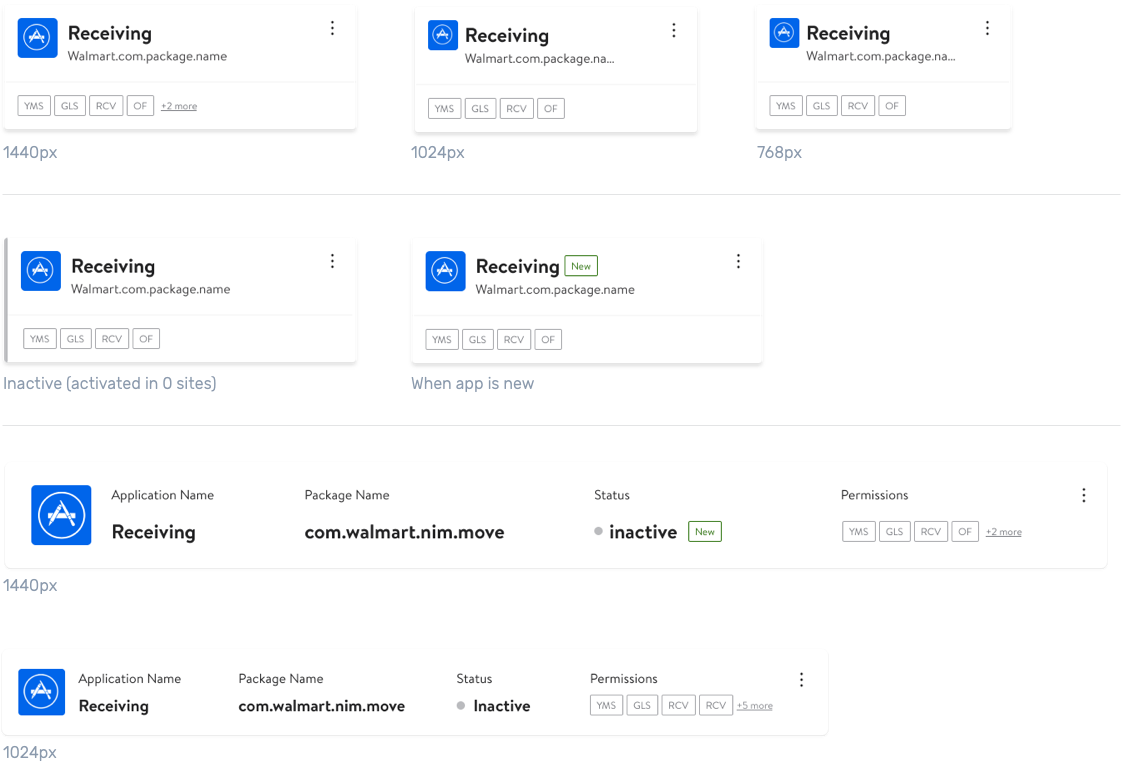 Receiving
Walmart.com.package.name
YMS GLS RCV OF +2 more
1440px
Receiving
Walmart.com.package.na...
YMS GLS RCV OF
1024px
Receiving
Walmart.com.package.na...
YMS GLS RCV OF
768px
Receiving
Walmart.com.package.name
YMS GLS RCV OF
Inactive (activated in 0 sites)
Receiving New
Walmart.com.package.name
YMS GLS RCV OF
When app is new
Application Name Package Name Status Permissions
Receiving com.walmart.nim.move inactive New YMS GLS RCV OF +2 more
1440px
Application Name Package Name Status Permissions
Receiving com.walmart.nim.move Inactive YMS GLS RCV RCV +5 more
1024px